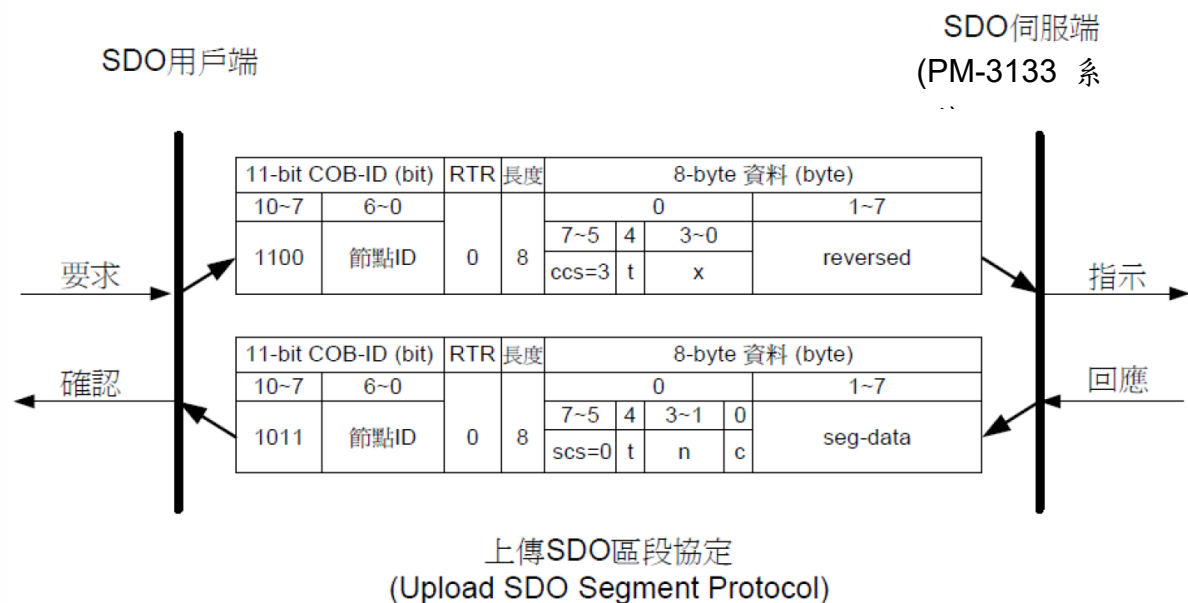 SDO用戶端
SDO伺服端
(PM-3133 系
11-bit COB-ID (bit) RTR 長度 8-byte 資料 (byte)
10~7 6~0 0 1~7
7~5 4 3~0
1100 節點ID 0 8 ccs=3 t x reversed
要求
指示
11-bit COB-ID (bit) RTR 長度 8-byte 資料 (byte)
10~7 6~0 0 1~7
7~5 4 3~1 0
1011 節點ID 0 8 scs=0 t n c seg-data
確認
回應
上傳SDO區段協定
(Upload SDO Segment Protocol)